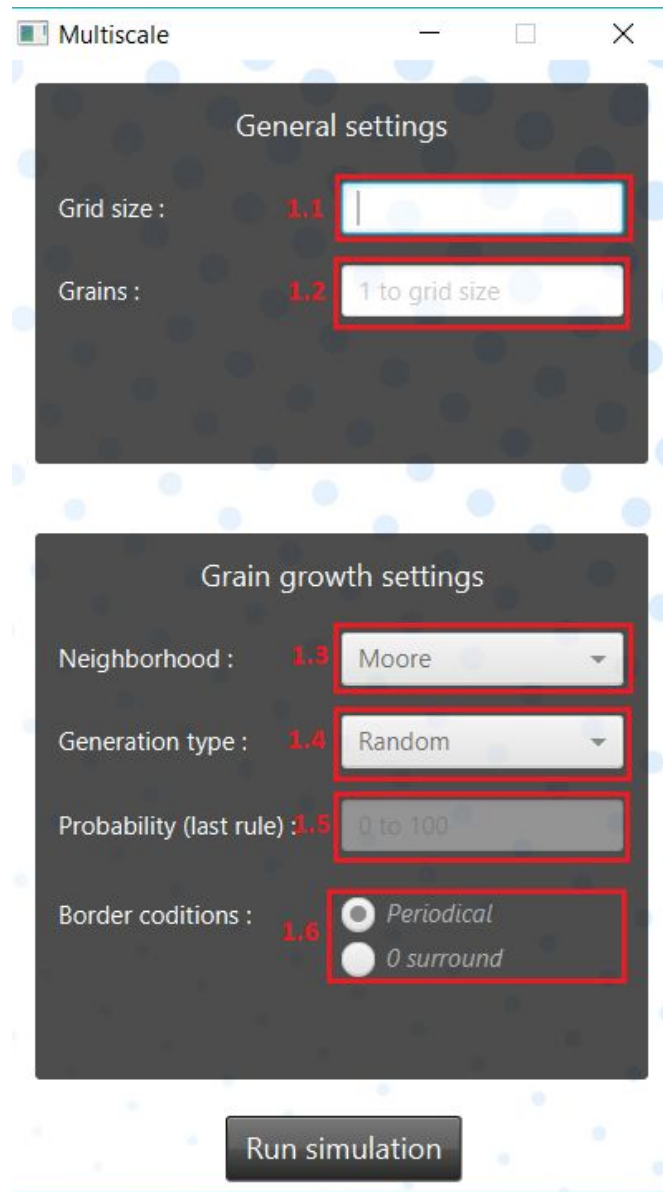 Multiscale
General settings
Grid size : 1.1
Grains : 1.2 1 to grid size
Grain growth settings
Neighborhood : 1.3 Moore
Generation type : 1.4 Random
Probability (last rule) : 1.5 0 to 100
Border coditions : 1.6 Periodical
0 surround
Run simulation